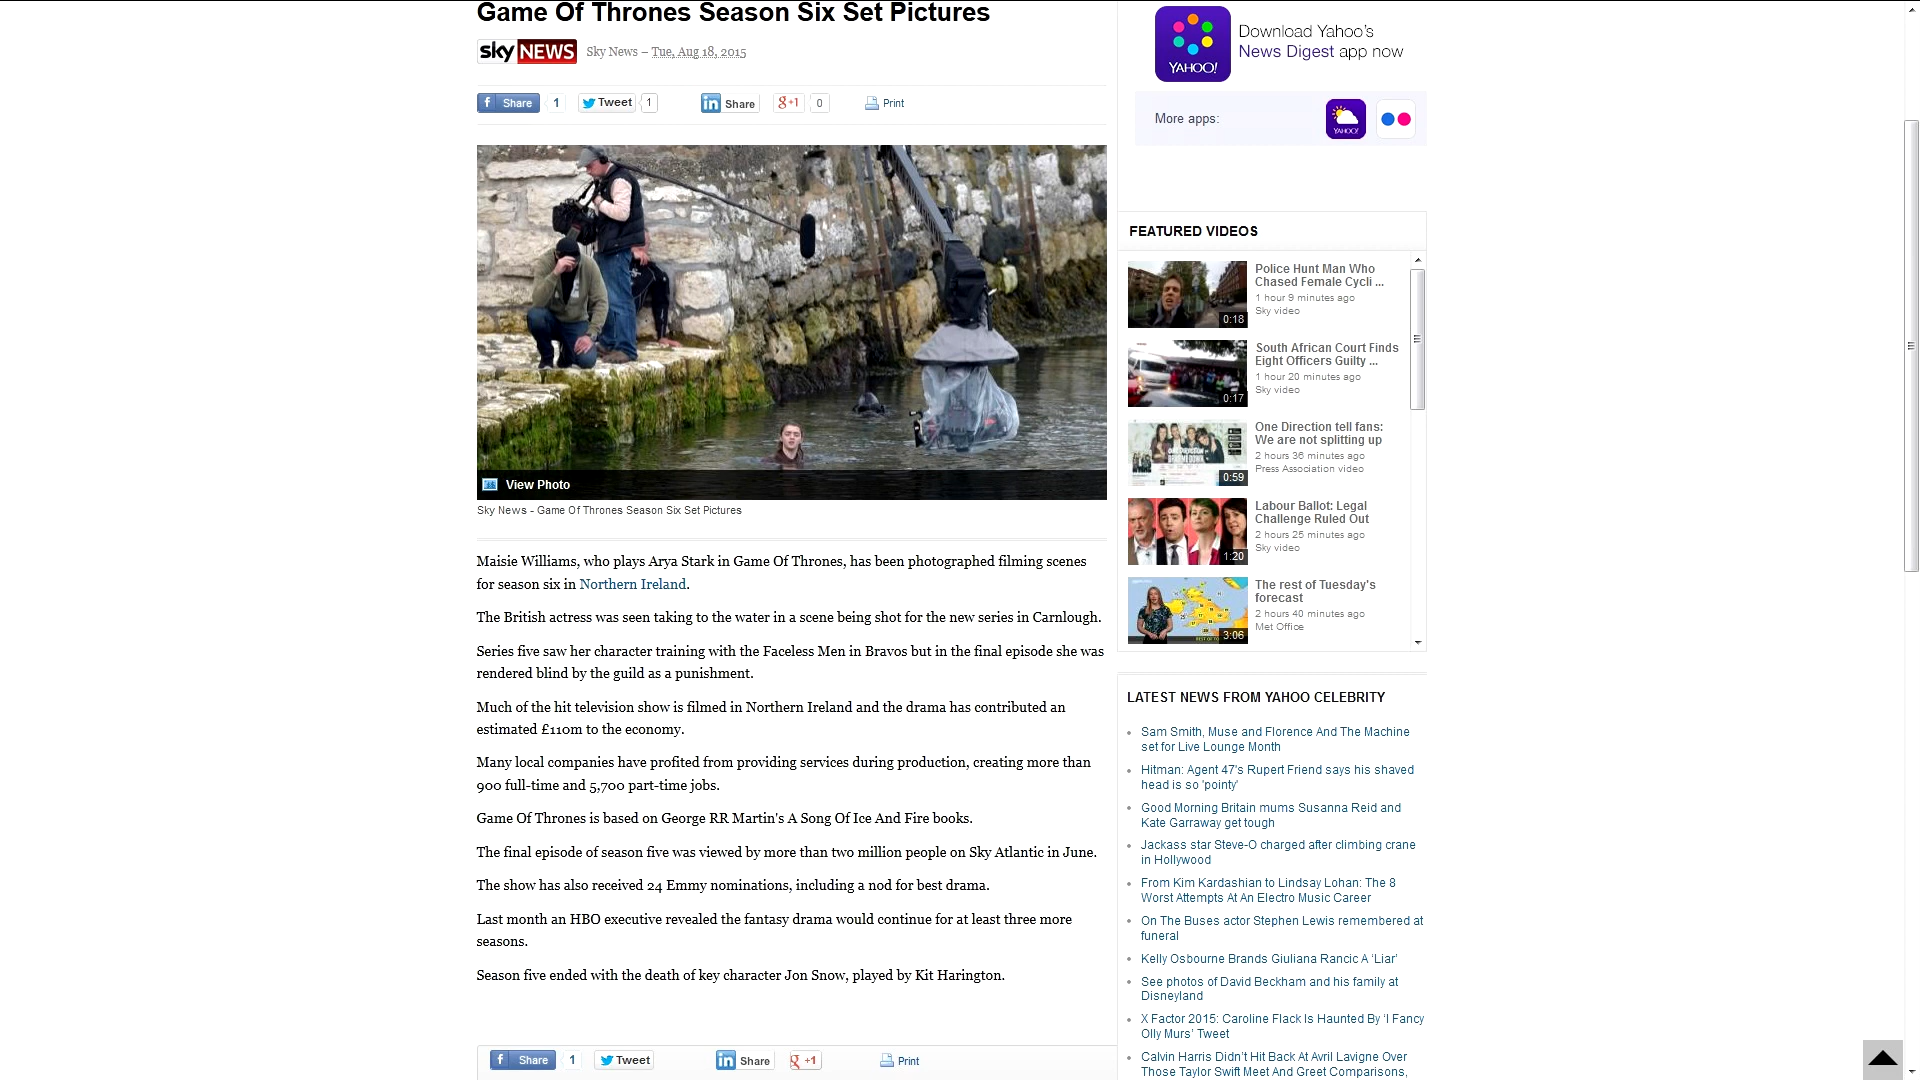 Game Of Thrones Season Six Set Pictures
sky NEWS Sky News – Tue, Aug 18, 2015
f Share 1 Tweet 1 in Share g+1 0 Print
View Photo
Sky News - Game Of Thrones Season Six Set Pictures
Maisie Williams, who plays Arya Stark in Game Of Thrones, has been photographed filming scenes
for season six in Northern Ireland.
The British actress was seen taking to the water in a scene being shot for the new series in Carnlough.
Series five saw her character training with the Faceless Men in Bravos but in the final episode she was
rendered blind by the guild as a punishment.
Much of the hit television show is filmed in Northern Ireland and the drama has contributed an
estimated £110m to the economy.
Many local companies have profited from providing services during production, creating more than
900 full-time and 5,700 part-time jobs.
Game Of Thrones is based on George RR Martin's A Song Of Ice And Fire books.
The final episode of season five was viewed by more than two million people on Sky Atlantic in June.
The show has also received 24 Emmy nominations, including a nod for best drama.
Last month an HBO executive revealed the fantasy drama would continue for at least three more
seasons.
Season five ended with the death of key character Jon Snow, played by Kit Harington.
f Share 1 Tweet in Share g +1 Print
YAHOO!
Download Yahoo's
News Digest app now
More apps:
YAHOO!
FEATURED VIDEOS
Police Hunt Man Who
Chased Female Cycli ...
1 hour 9 minutes ago
Sky video
0:18
South African Court Finds
Eight Officers Guilty ...
1 hour 20 minutes ago
Sky video
0:17
One Direction tell fans:
We are not splitting up
2 hours 36 minutes ago
Press Association video
0:59
Labour Ballot: Legal
Challenge Ruled Out
2 hours 25 minutes ago
Sky video
1:20
The rest of Tuesday's
forecast
2 hours 40 minutes ago
Met Office
3:06
LATEST NEWS FROM YAHOO CELEBRITY
Sam Smith, Muse and Florence And The Machine
set for Live Lounge Month
Hitman: Agent 47's Rupert Friend says his shaved
head is so 'pointy'
Good Morning Britain mums Susanna Reid and
Kate Garraway get tough
Jackass star Steve-O charged after climbing crane
in Hollywood
From Kim Kardashian to Lindsay Lohan: The 8
Worst Attempts At An Electro Music Career
On The Buses actor Stephen Lewis remembered at
funeral
Kelly Osbourne Brands Giuliana Rancic A ‘Liar’
See photos of David Beckham and his family at
Disneyland
X Factor 2015: Caroline Flack Is Haunted By ‘I Fancy
Olly Murs’ Tweet
Calvin Harris Didn’t Hit Back At Avril Lavigne Over
Those Taylor Swift Meet And Greet Comparisons,